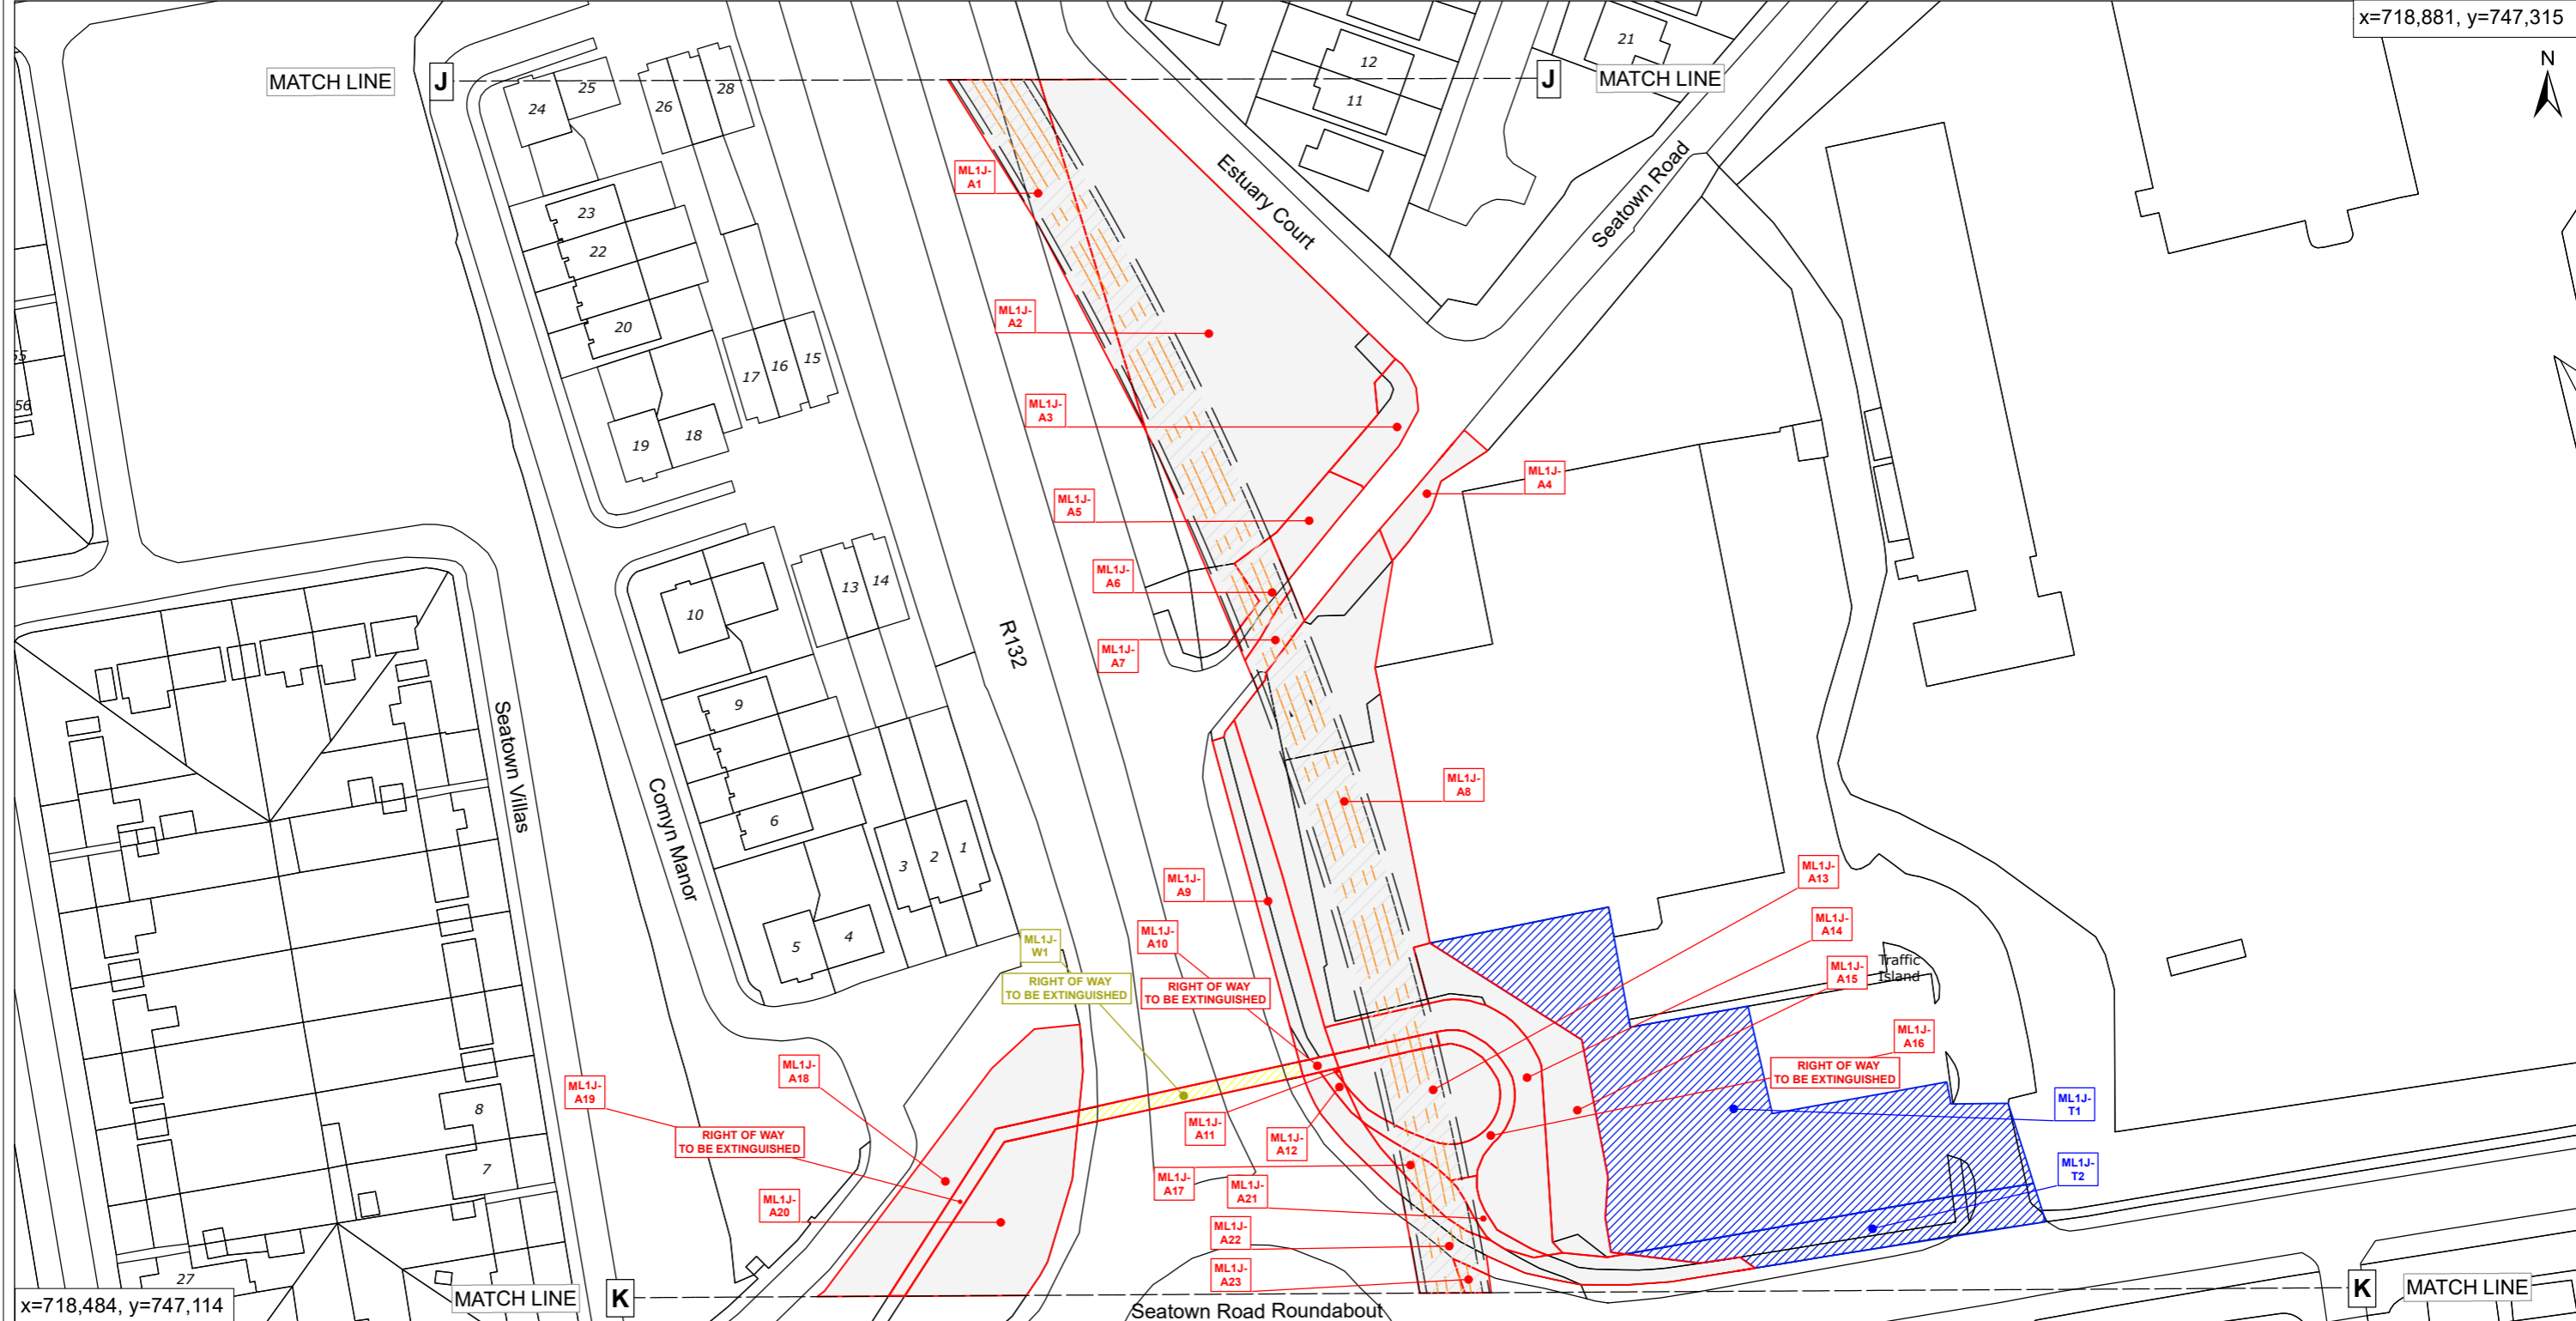 x=718,881, y=747,315
N
MATCH LINE
J
J
MATCH LINE
21
12
11
24
25
26
28
23
22
20
17
16
15
19
18
ML1J-
A1
Estuary Court
Seatown Road
ML1J-
A2
ML1J-
A3
ML1J-
A4
ML1J-
A5
ML1J-
A6
ML1J-
A7
56
10
13
14
R132
9
6
3
2
1
5
4
Seatown Villas
Comyn Manor
ML1J-
A8
ML1J-
A9
ML1J-
A13
ML1J-
A10
ML1J-
A14
ML1J-
W1
RIGHT OF WAY
TO BE EXTINGUISHED
RIGHT OF WAY
TO BE EXTINGUISHED
Traffic
Island
ML1J-
A15
ML1J-
A16
RIGHT OF WAY
TO BE EXTINGUISHED
ML1J-
A18
ML1J-
A19
RIGHT OF WAY
TO BE EXTINGUISHED
ML1J-
T1
ML1J-
A11
ML1J-
A12
ML1J-
T2
ML1J-
A17
ML1J-
A21
ML1J-
A20
ML1J-
A22
ML1J-
A23
8
7
27
x=718,484, y=747,114
MATCH LINE
K
Seatown Road Roundabout
K
MATCH LINE